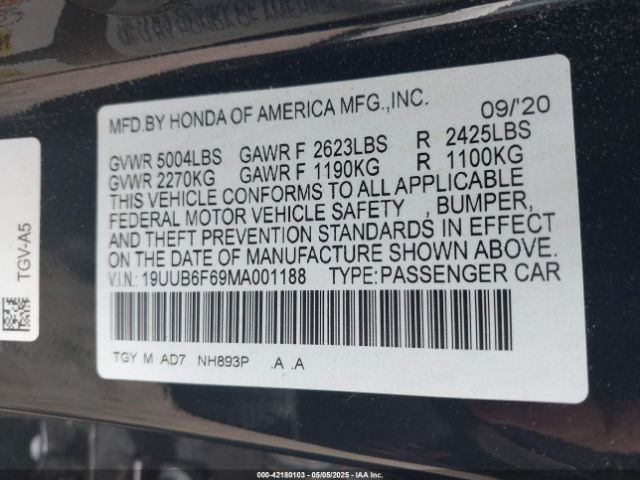 MFD.BY HONDA OF AMERICA MFG.,INC. 09/'20
GVWR 5004LBS GAWR F 2623LBS R 2425LBS
GVWR 2270KG GAWR F 1190KG R 1100KG
THIS VEHICLE CONFORMS TO ALL APPLICABLE
FEDERAL MOTOR VEHICLE SAFETY , BUMPER,
AND THEFT PREVENTION STANDARDS IN EFFECT
ON THE DATE OF MANUFACTURE SHOWN ABOVE.
V.I.N.: 19UUB6F69MA001188 TYPE:PASSENGER CAR
TGY M AD7 NH893P .A .A
TGV-A5
000-42180103 - 05/05/2025 - IAA Inc.